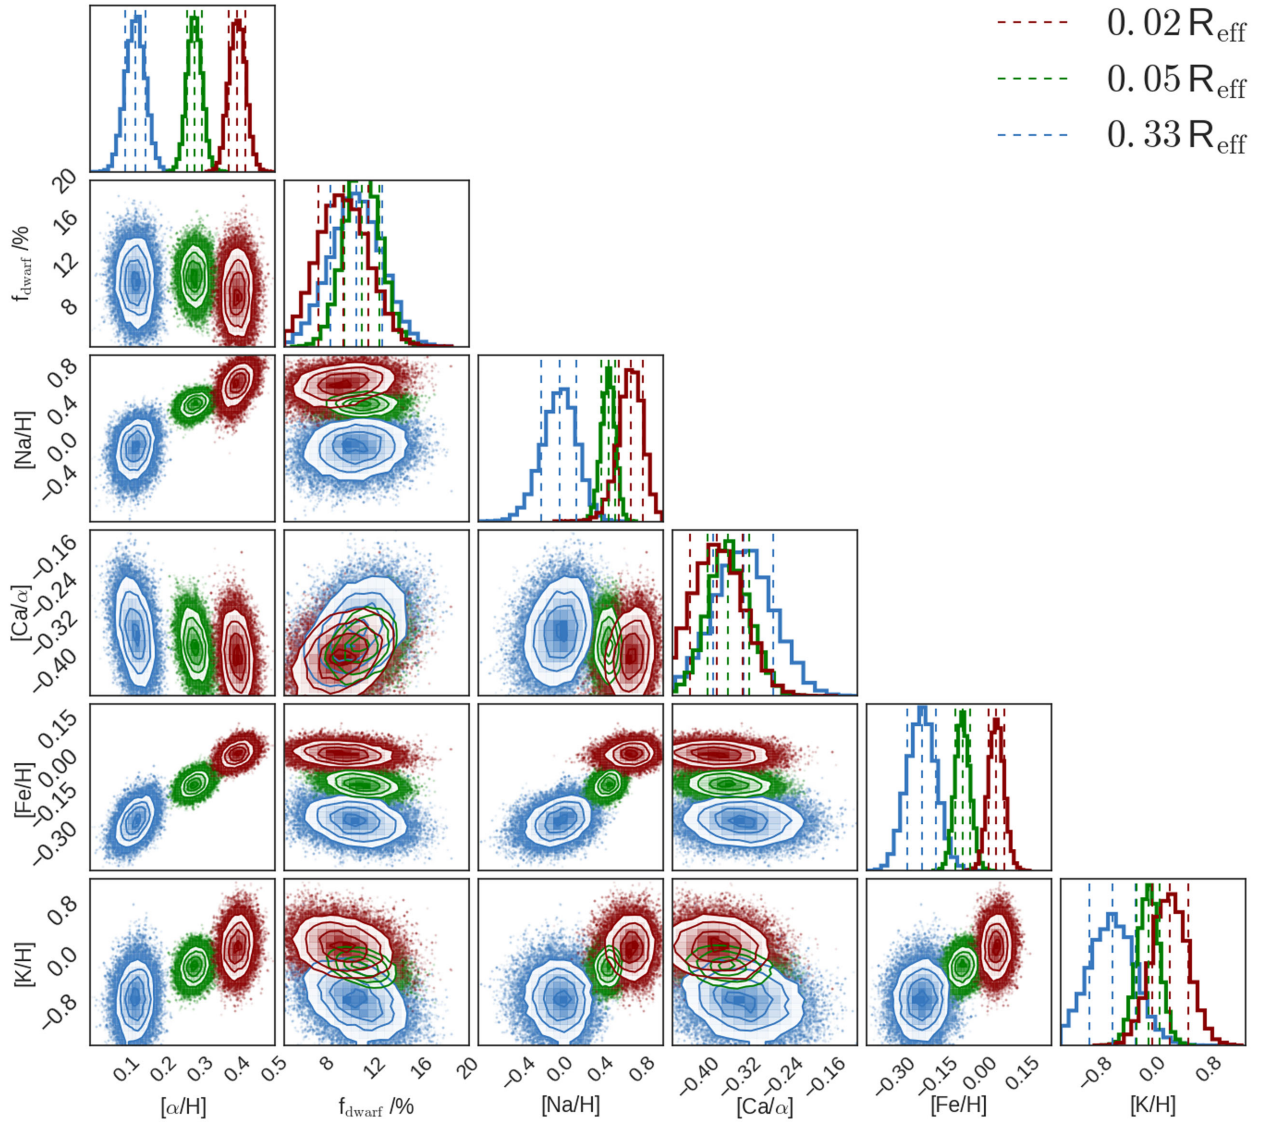 0.02 R_eff
0.05 R_eff
0.33 R_eff
f_dwarf /%
20
16
12
8
[Na/H]
0.8
0.4
0.0
−0.4
[Ca/α]
−0.16
−0.24
−0.32
−0.40
[Fe/H]
0.15
0.00
−0.15
−0.30
[K/H]
0.8
0.0
−0.8
0.1 0.2 0.3 0.4 0.5 8 12 16 20 −0.4 0.0 0.4 0.8 −0.40 −0.32 −0.24 −0.16 −0.30 −0.15 0.00 0.15 −0.8 0.0 0.8
[α/H] f_dwarf /% [Na/H] [Ca/α] [Fe/H] [K/H]